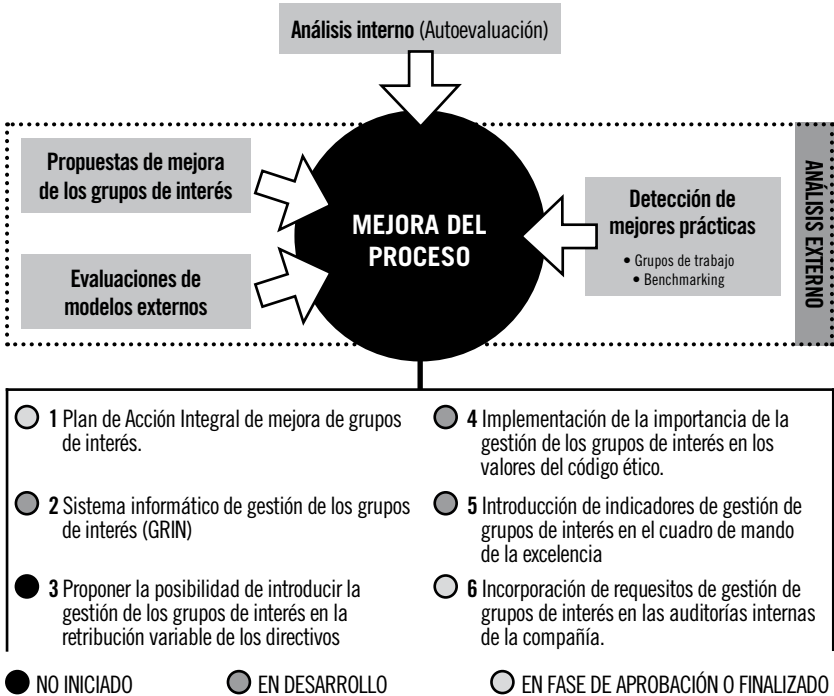 Análisis interno (Autoevaluación)
Propuestas de mejora
de los grupos de interés
Evaluaciones de
modelos externos
MEJORA DEL
PROCESO
Detección de
mejores prácticas
• Grupos de trabajo
• Benchmarking
ANÁLISIS EXTERNO
1 Plan de Acción Integral de mejora de grupos
de interés.
2 Sistema informático de gestión de los grupos
de interés (GRIN)
3 Proponer la posibilidad de introducir la
gestión de los grupos de interés en la
retribución variable de los directivos
4 Implementación de la importancia de la
gestión de los grupos de interés en los
valores del código ético.
5 Introducción de indicadores de gestión de
grupos de interés en el cuadro de mando
de la excelencia
6 Incorporación de requesitos de gestión de
grupos de interés en las auditorías internas
de la compañía.
NO INICIADO
EN DESARROLLO
EN FASE DE APROBACIÓN O FINALIZADO